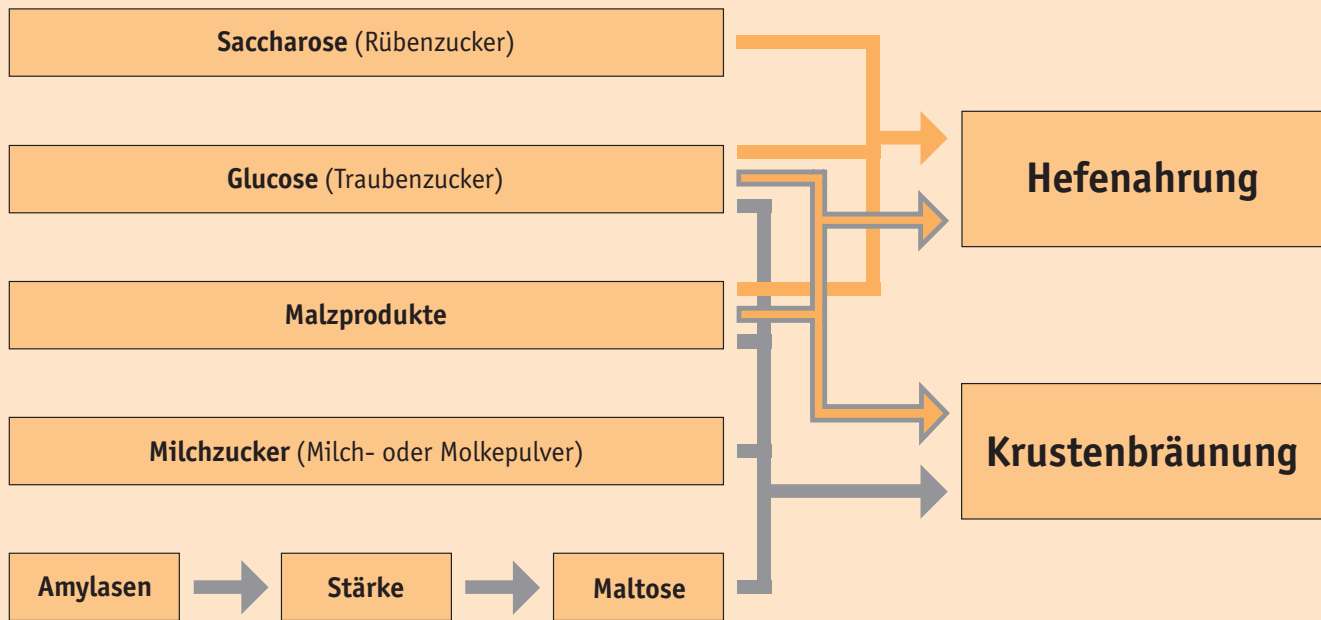 Saccharose (Rübenzucker)
Hefenahrung
Glucose (Traubenzucker)
Malzprodukte
Milchzucker (Milch- oder Molkepulver)
Krustenbräunung
Amylasen
Stärke
Maltose